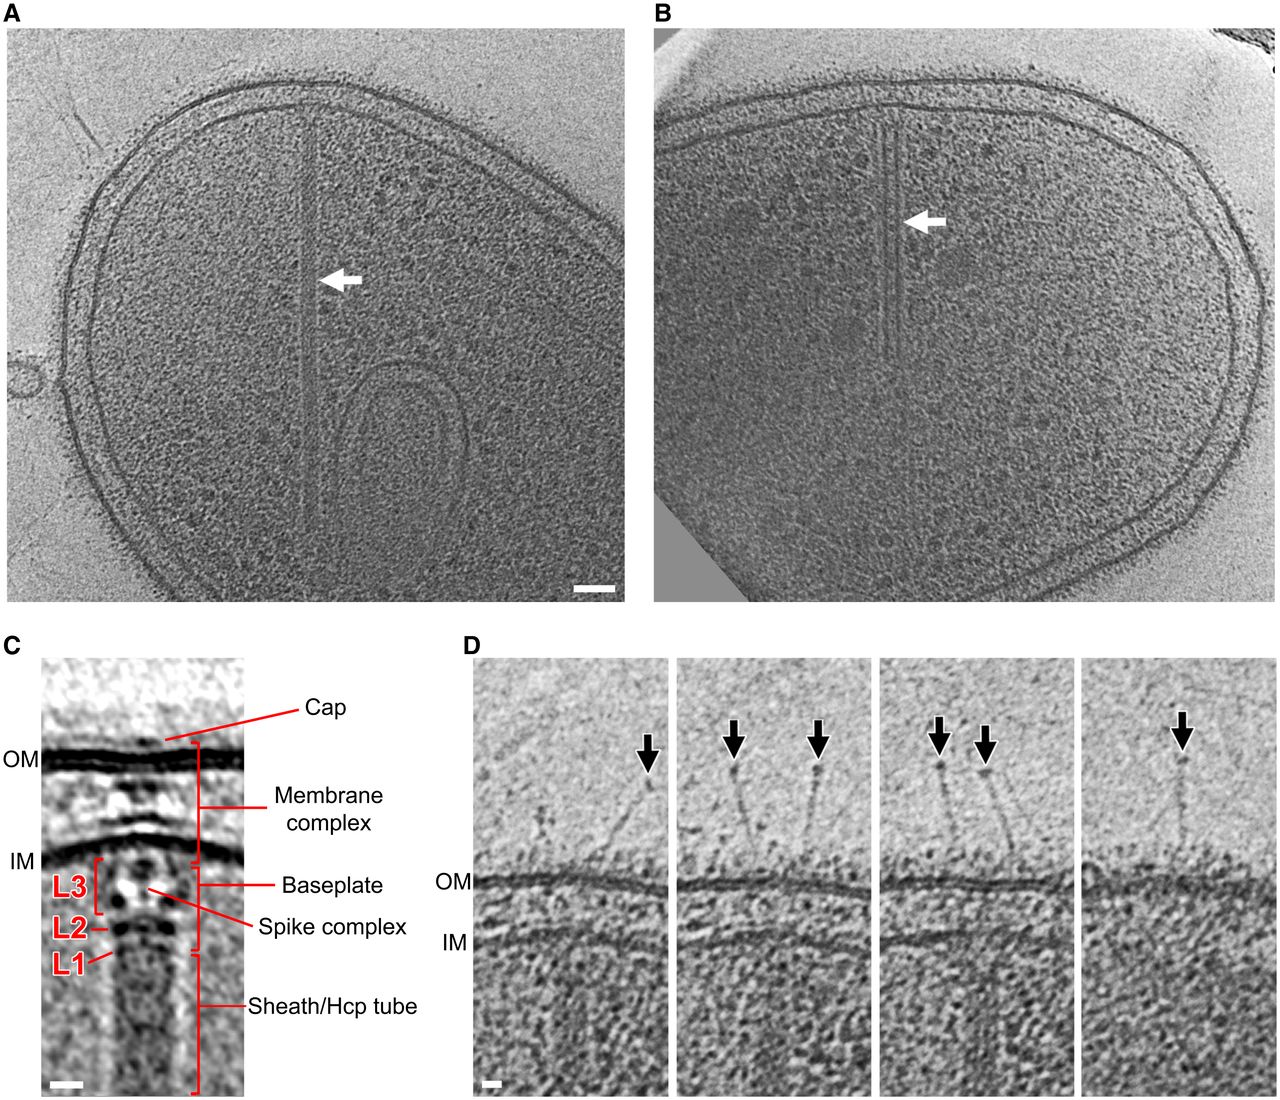 A
B
C
D
Cap
OM
Membrane
complex
IM
L3
Baseplate
L2
Spike complex
L1
Sheath/Hcp tube
OM
IM